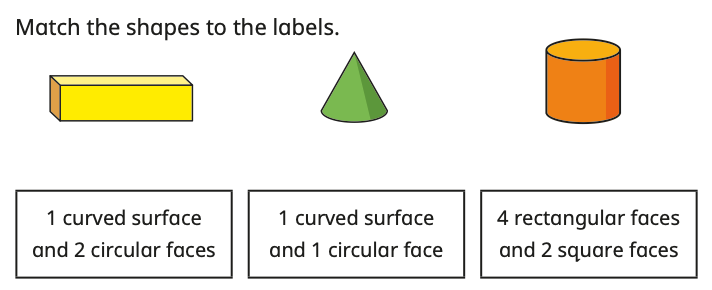 Match the shapes to the labels.
1 curved surface
and 2 circular faces
1 curved surface
and 1 circular face
4 rectangular faces
and 2 square faces